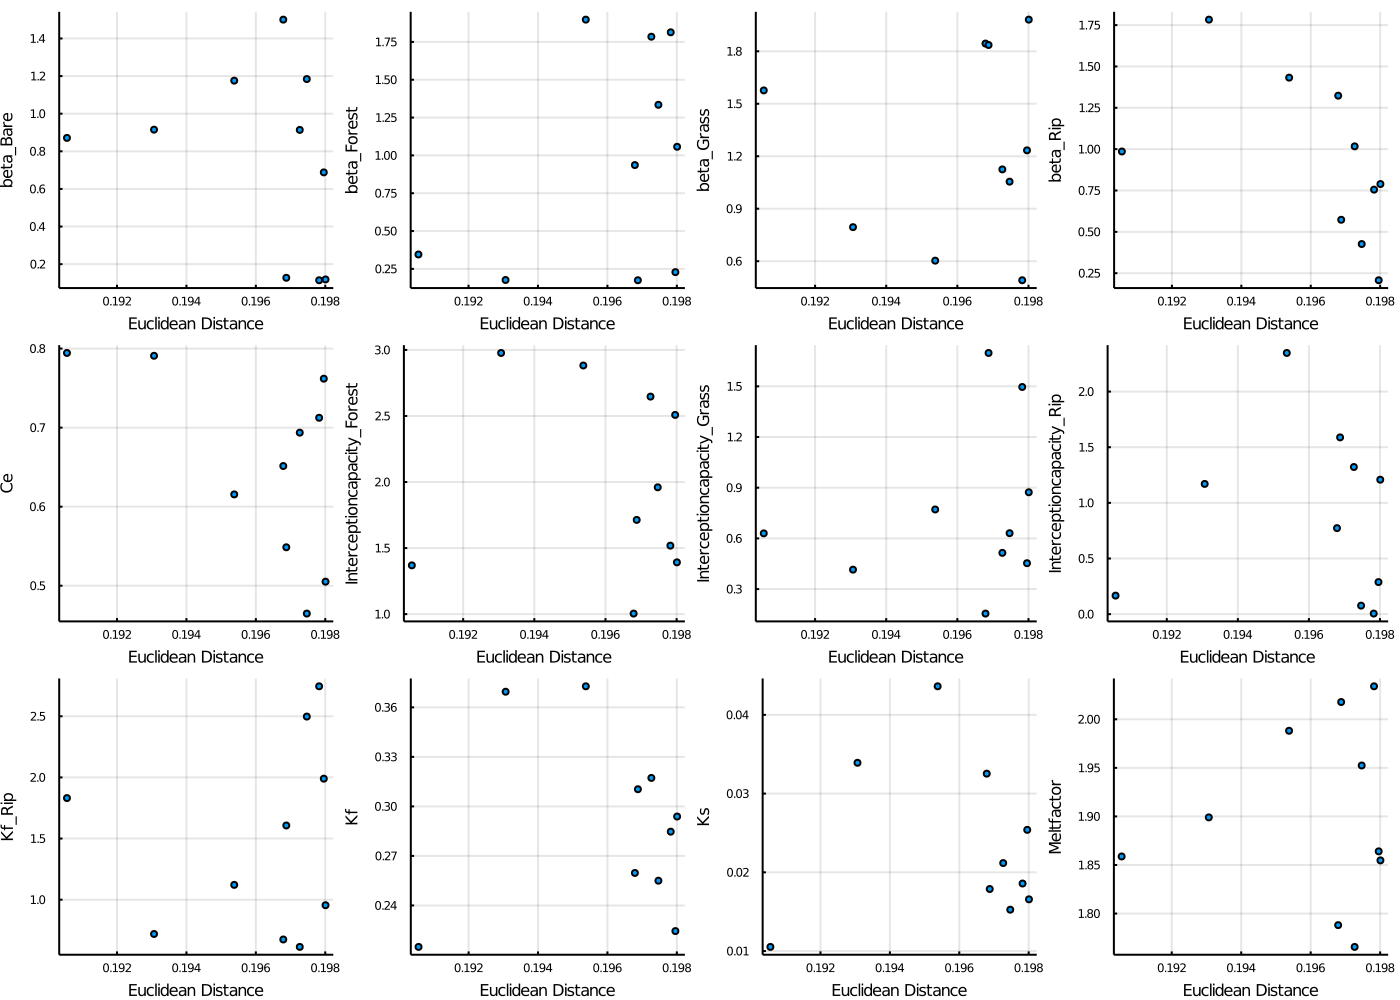 beta_Bare
1.4
1.2
1.0
0.8
0.6
0.4
0.2
0.192 0.194 0.196 0.198
Euclidean Distance
beta_Forest
1.75
1.50
1.25
1.00
0.75
0.50
0.25
0.192 0.194 0.196 0.198
Euclidean Distance
beta_Grass
1.8
1.5
1.2
0.9
0.6
0.192 0.194 0.196 0.198
Euclidean Distance
beta_Rip
1.75
1.50
1.25
1.00
0.75
0.50
0.25
0.192 0.194 0.196 0.198
Euclidean Distance
Ce
0.8
0.7
0.6
0.5
0.192 0.194 0.196 0.198
Euclidean Distance
Interceptioncapacity_Forest
3.0
2.5
2.0
1.5
1.0
0.192 0.194 0.196 0.198
Euclidean Distance
Interceptioncapacity_Grass
1.5
1.2
0.9
0.6
0.3
0.192 0.194 0.196 0.198
Euclidean Distance
Interceptioncapacity_Rip
2.0
1.5
1.0
0.5
0.0
0.192 0.194 0.196 0.198
Euclidean Distance
Kf_Rip
2.5
2.0
1.5
1.0
0.192 0.194 0.196 0.198
Euclidean Distance
Kf
0.36
0.33
0.30
0.27
0.24
0.192 0.194 0.196 0.198
Euclidean Distance
Ks
0.04
0.03
0.02
0.01
0.192 0.194 0.196 0.198
Euclidean Distance
Meltfactor
2.00
1.95
1.90
1.85
1.80
0.192 0.194 0.196 0.198
Euclidean Distance